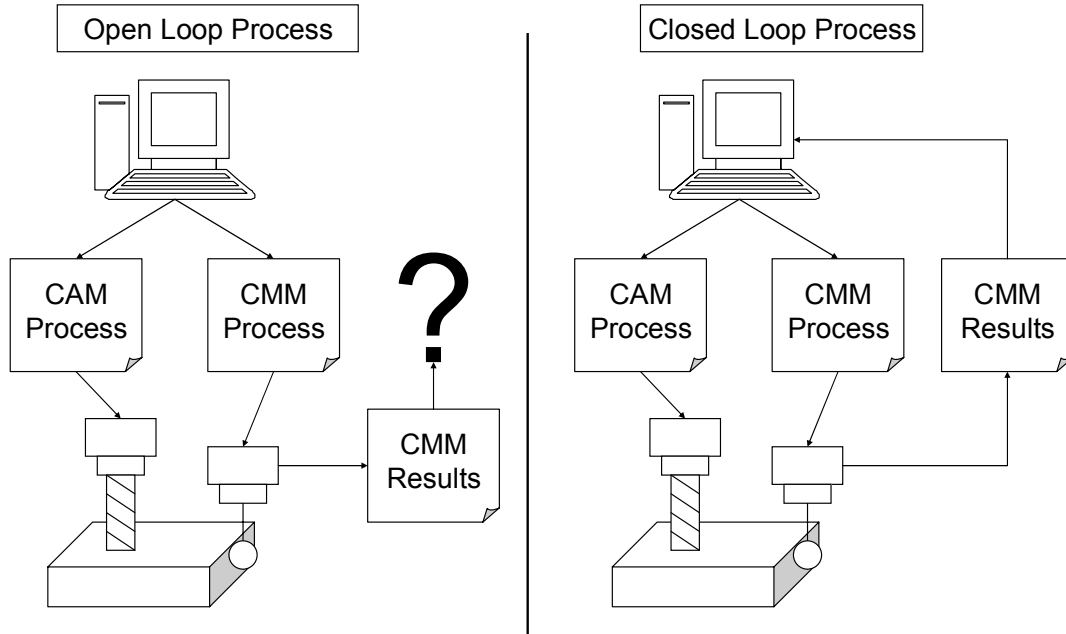 Open Loop Process
CAM
Process
CMM
Process
?
CMM
Results
Closed Loop Process
CAM
Process
CMM
Process
CMM
Results